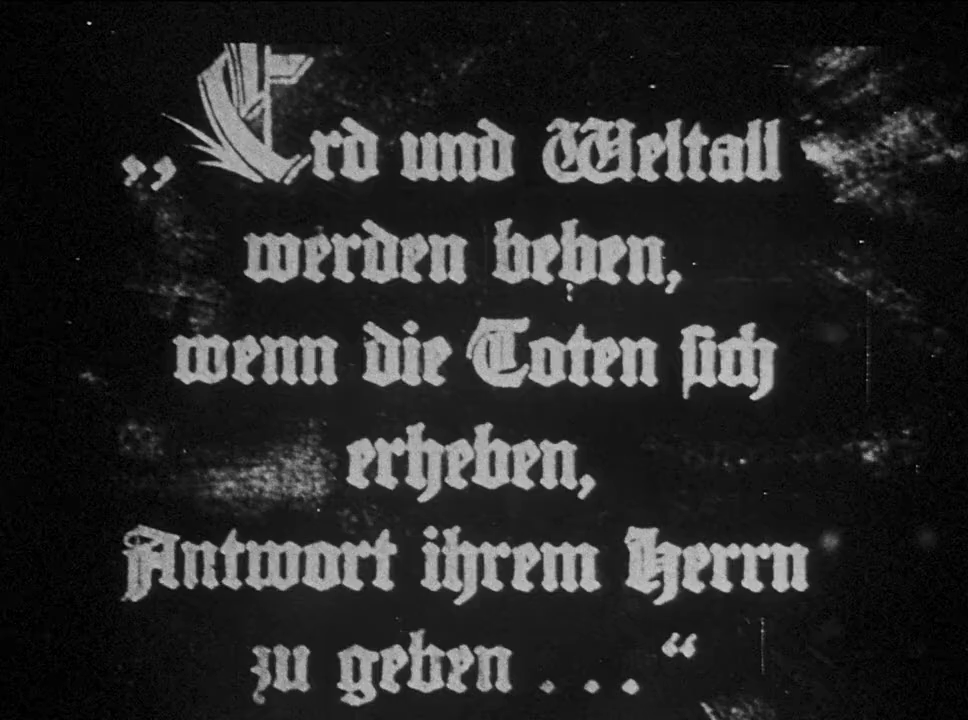 „Erd und Weltall
werden beben,
wenn die Toten sich
erheben,
Antwort ihrem Herrn
zu geben . . .“